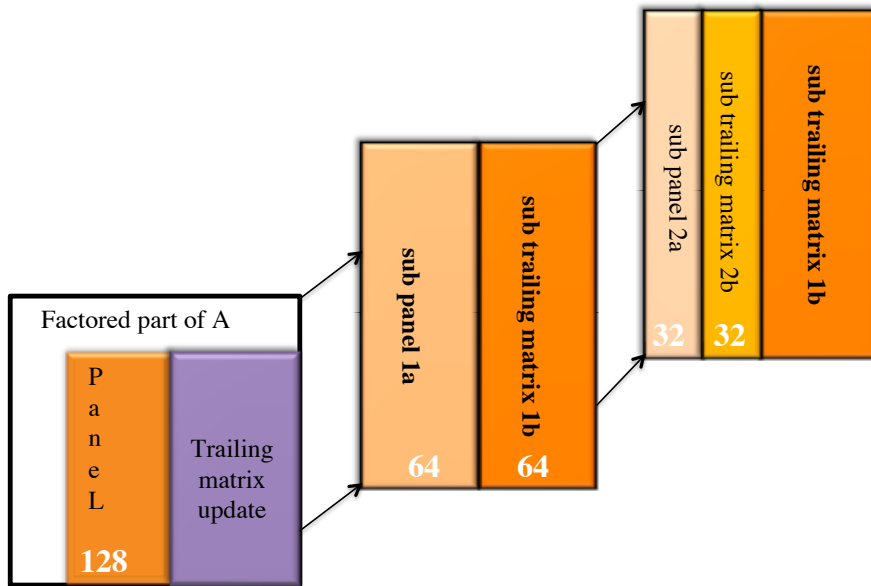 Factored part of A
P
a
n
e
L
128
Trailing
matrix
update
sub panel 1a
64
sub trailing matrix 1b
64
sub panel 2a
32
sub trailing matrix 2b
32
sub trailing matrix 1b